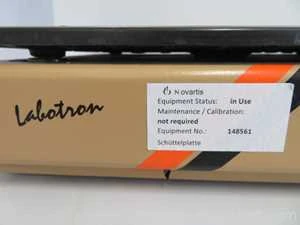 Labotron
Novartis
Equipment Status: in Use
Maintenance / Calibration:
not required
Equipment No.: 148561
Schüttelplatte